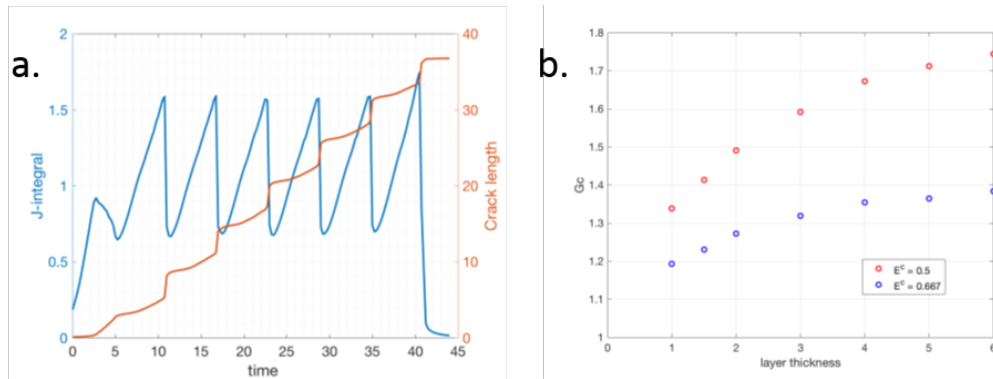 a.
2
1.5
1
0.5
0
J-integral
40
30
20
10
0
Crack length
0 5 10 15 20 25 30 35 40 45
time
b.
1.8
1.7
1.6
1.5
1.4
1.3
1.2
1.1
1
Gc
0 1 2 3 4 5 6
layer thickness
E^c = 0.5
E^c = 0.667